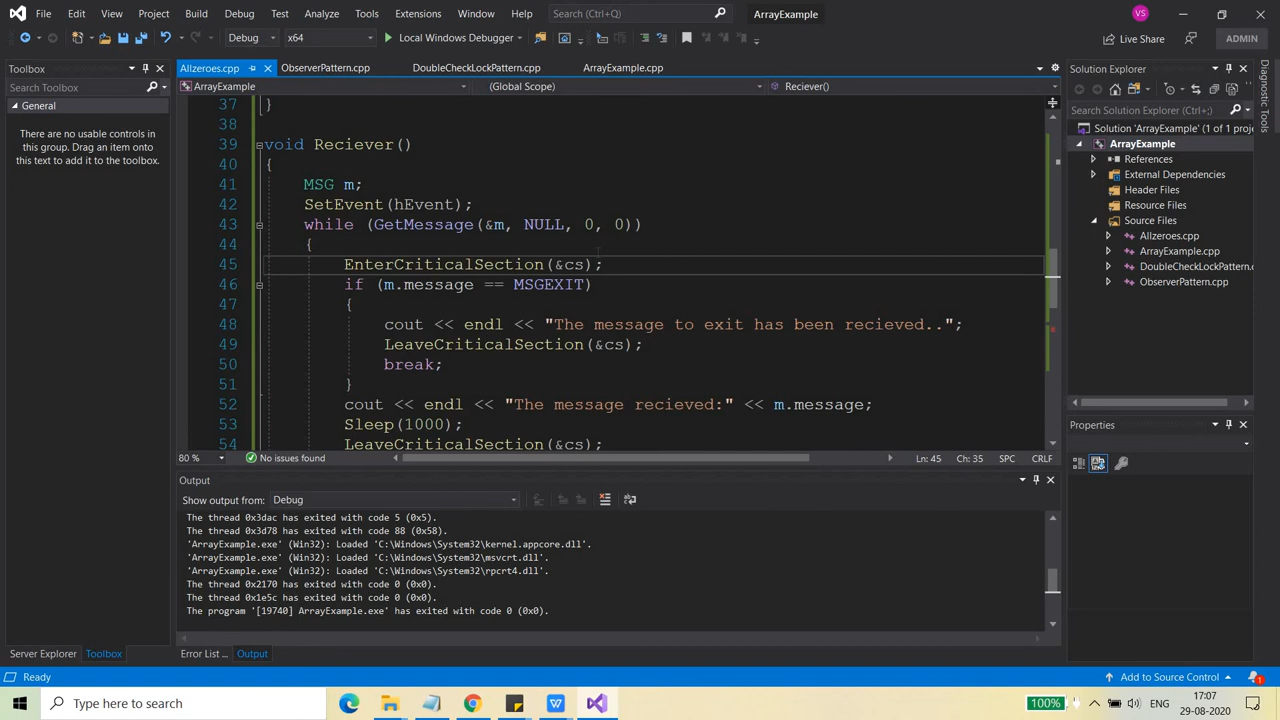 File Edit View Project Build Debug Test Analyze Tools Extensions Window Help Search (Ctrl+Q) ArrayExample VS
Debug x64 Local Windows Debugger Live Share ADMIN
Toolbox
Search Toolbox
General
There are no usable controls in
this group. Drag an item onto
this text to add it to the toolbox.
Allzeroes.cpp ObserverPattern.cpp DoubleCheckLockPattern.cpp ArrayExample.cpp
ArrayExample (Global Scope) Reciever()
37 }
38
39 void Reciever()
40 {
41 MSG m;
42 SetEvent(hEvent);
43 while (GetMessage(&m, NULL, 0, 0))
44 {
45 EnterCriticalSection(&cs);
46 if (m.message == MSGEXIT)
47 {
48 cout << endl << "The message to exit has been recieved..";
49 LeaveCriticalSection(&cs);
50 break;
51 }
52 cout << endl << "The message recieved:" << m.message;
53 Sleep(1000);
54 LeaveCriticalSection(&cs);
80 % No issues found Ln: 45 Ch: 35 SPC CRLF
Output
Show output from: Debug
The thread 0x3dac has exited with code 5 (0x5).
The thread 0x3d78 has exited with code 88 (0x58).
'ArrayExample.exe' (Win32): Loaded 'C:\Windows\System32\kernel.appcore.dll'.
'ArrayExample.exe' (Win32): Loaded 'C:\Windows\System32\msvcrt.dll'.
'ArrayExample.exe' (Win32): Loaded 'C:\Windows\System32\rpcrt4.dll'.
The thread 0x2170 has exited with code 0 (0x0).
The thread 0x1e5c has exited with code 0 (0x0).
The program '[19740] ArrayExample.exe' has exited with code 0 (0x0).
Server Explorer Toolbox Error List ... Output
Solution Explorer
Search Solution Explorer (Ctrl+;)
Solution 'ArrayExample' (1 of 1 proje
ArrayExample
References
External Dependencies
Header Files
Resource Files
Source Files
Allzeroes.cpp
ArrayExample.cpp
DoubleCheckLockPattern.c
ObserverPattern.cpp
Properties
Diagnostic Tools
Ready Add to Source Control 1
Type here to search 100% ENG 17:07
29-08-2020